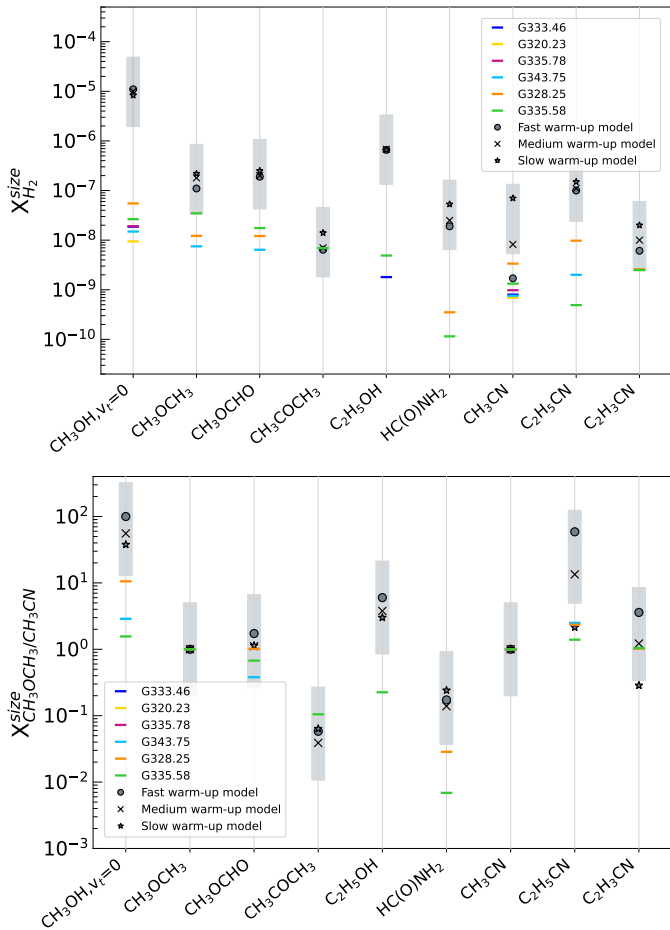 X^{size}_{H_2}
10^{-4}
10^{-5}
10^{-6}
10^{-7}
10^{-8}
10^{-9}
10^{-10}
G333.46
G320.23
G335.78
G343.75
G328.25
G335.58
Fast warm-up model
Medium warm-up model
Slow warm-up model
CH₃OH,vₜ=0
CH₃OCH₃
CH₃OCHO
CH₃COCH₃
C₂H₅OH
HC(O)NH₂
CH₃CN
C₂H₅CN
C₂H₃CN
X^{size}_{CH_3OCH_3/CH_3CN}
10^{2}
10^{1}
10^{0}
10^{-1}
10^{-2}
10^{-3}
G333.46
G320.23
G335.78
G343.75
G328.25
G335.58
Fast warm-up model
Medium warm-up model
Slow warm-up model
CH₃OH,vₜ=0
CH₃OCH₃
CH₃OCHO
CH₃COCH₃
C₂H₅OH
HC(O)NH₂
CH₃CN
C₂H₅CN
C₂H₃CN